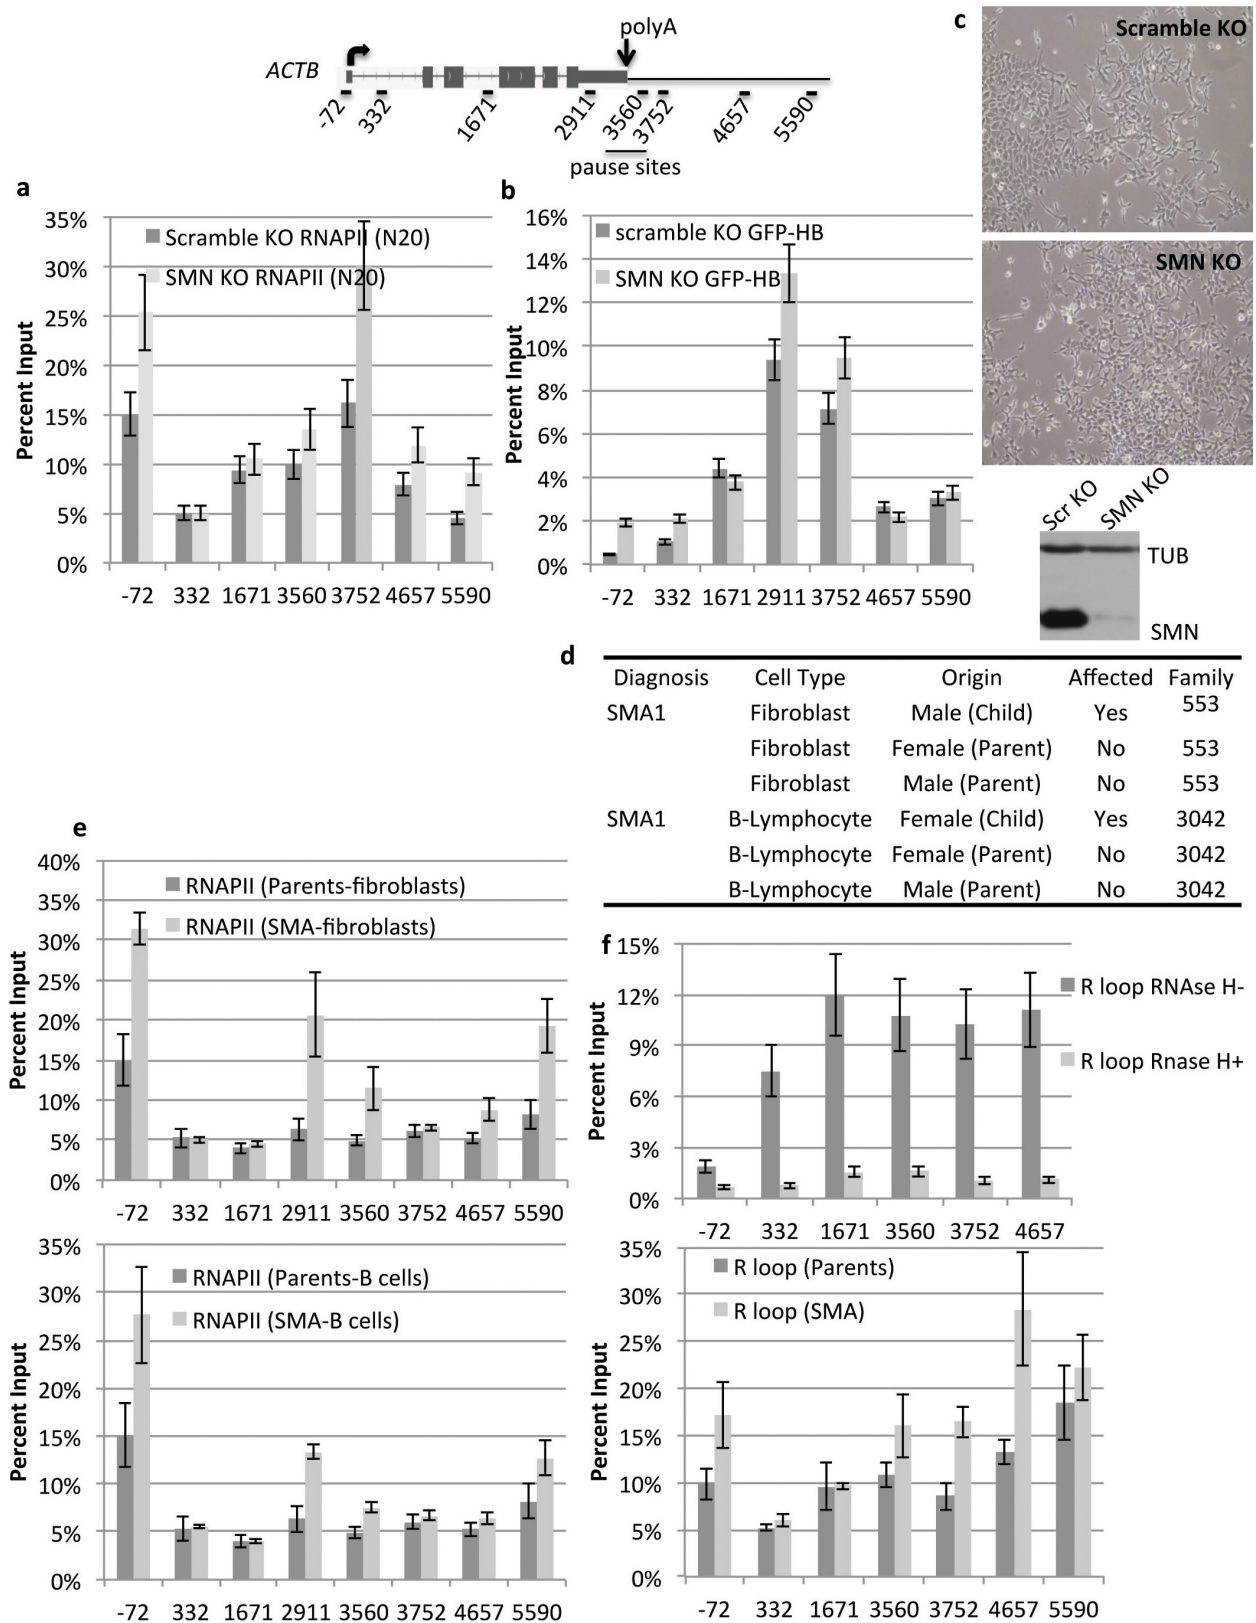 polyA
ACTB
-72 332 1671 2911 3560 3752 4657 5590
pause sites
a
35%
30%
25%
20%
15%
10%
5%
0%
Percent Input
Scramble KO RNAPII (N20)
SMN KO RNAPII (N20)
-72 332 1671 3560 3752 4657 5590
b
16%
14%
12%
10%
8%
6%
4%
2%
0%
Percent Input
scramble KO GFP-HB
SMN KO GFP-HB
-72 332 1671 2911 3752 4657 5590
c
Scramble KO
SMN KO
Scr KO SMN KO
TUB
SMN
d
Diagnosis Cell Type Origin Affected Family
SMA1 Fibroblast Male (Child) Yes 553
Fibroblast Female (Parent) No 553
Fibroblast Male (Parent) No 553
SMA1 B-Lymphocyte Female (Child) Yes 3042
B-Lymphocyte Female (Parent) No 3042
B-Lymphocyte Male (Parent) No 3042
e
40%
35%
30%
25%
20%
15%
10%
5%
0%
Percent Input
RNAPII (Parents-fibroblasts)
RNAPII (SMA-fibroblasts)
-72 332 1671 2911 3560 3752 4657 5590
35%
30%
25%
20%
15%
10%
5%
0%
Percent Input
RNAPII (Parents-B cells)
RNAPII (SMA-B cells)
-72 332 1671 2911 3560 3752 4657 5590
f
15%
12%
9%
6%
3%
0%
Percent Input
R loop RNAse H-
R loop Rnase H+
-72 332 1671 3560 3752 4657
35%
30%
25%
20%
15%
10%
5%
0%
Percent Input
R loop (Parents)
R loop (SMA)
-72 332 1671 3560 3752 4657 5590